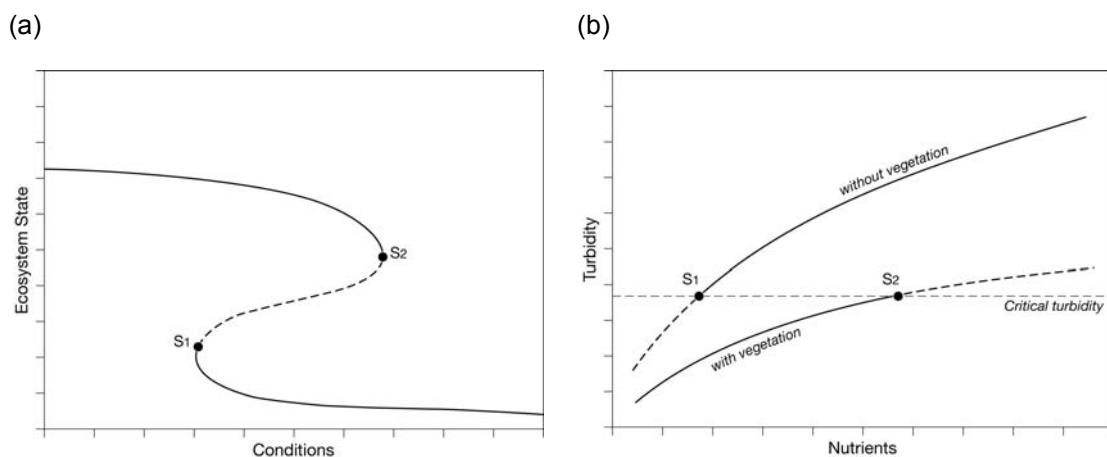 (a)
Ecosystem State
S2
S1
Conditions
(b)
Turbidity
without vegetation
S1
S2
Critical turbidity
with vegetation
Nutrients